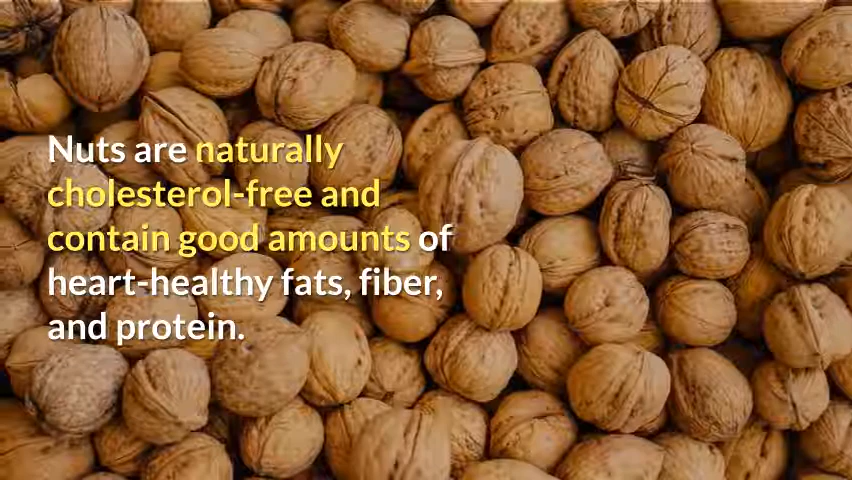 Nuts are naturally
cholesterol-free and
contain good amounts of
heart-healthy fats, fiber,
and protein.